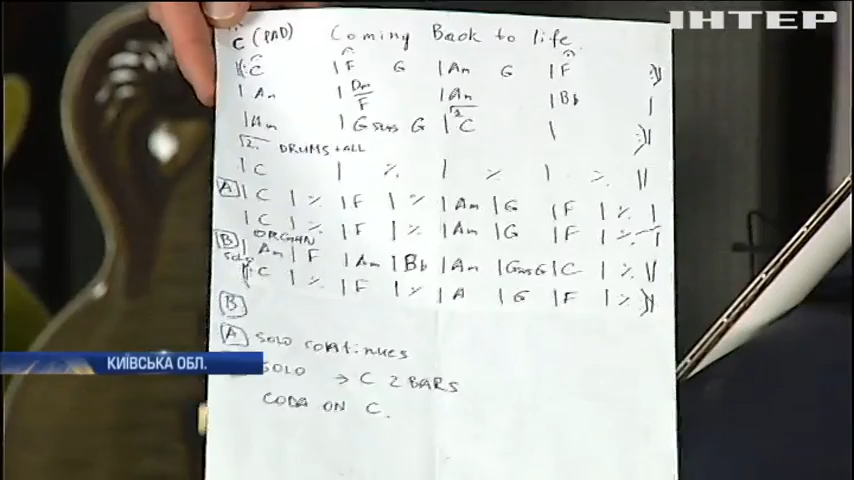 ІНТЕР
C (PAD) Coming Back to life
‖: C | F G | Am G | F :‖
| Am | Dm/F | Am | Bb |
| Am | G sus G | C | :‖
2. DRUMS + ALL
| C | ٪ | ٪ | ٪ ‖
A | C | ٪ | F | ٪ | Am | G | F | ٪ |
| C | ٪ | F | ٪ | Am | G | F | ٪ |
ORGAN
B | Am | F | Am | Bb | Am | Gsus G | C | ٪ ‖
SOLO ‖: C | ٪ | F | ٪ | A | G | F | ٪ :‖
B
A SOLO continues
КИЇВСЬКА ОБЛ.
SOLO → C 2 BARS
CODA ON C.